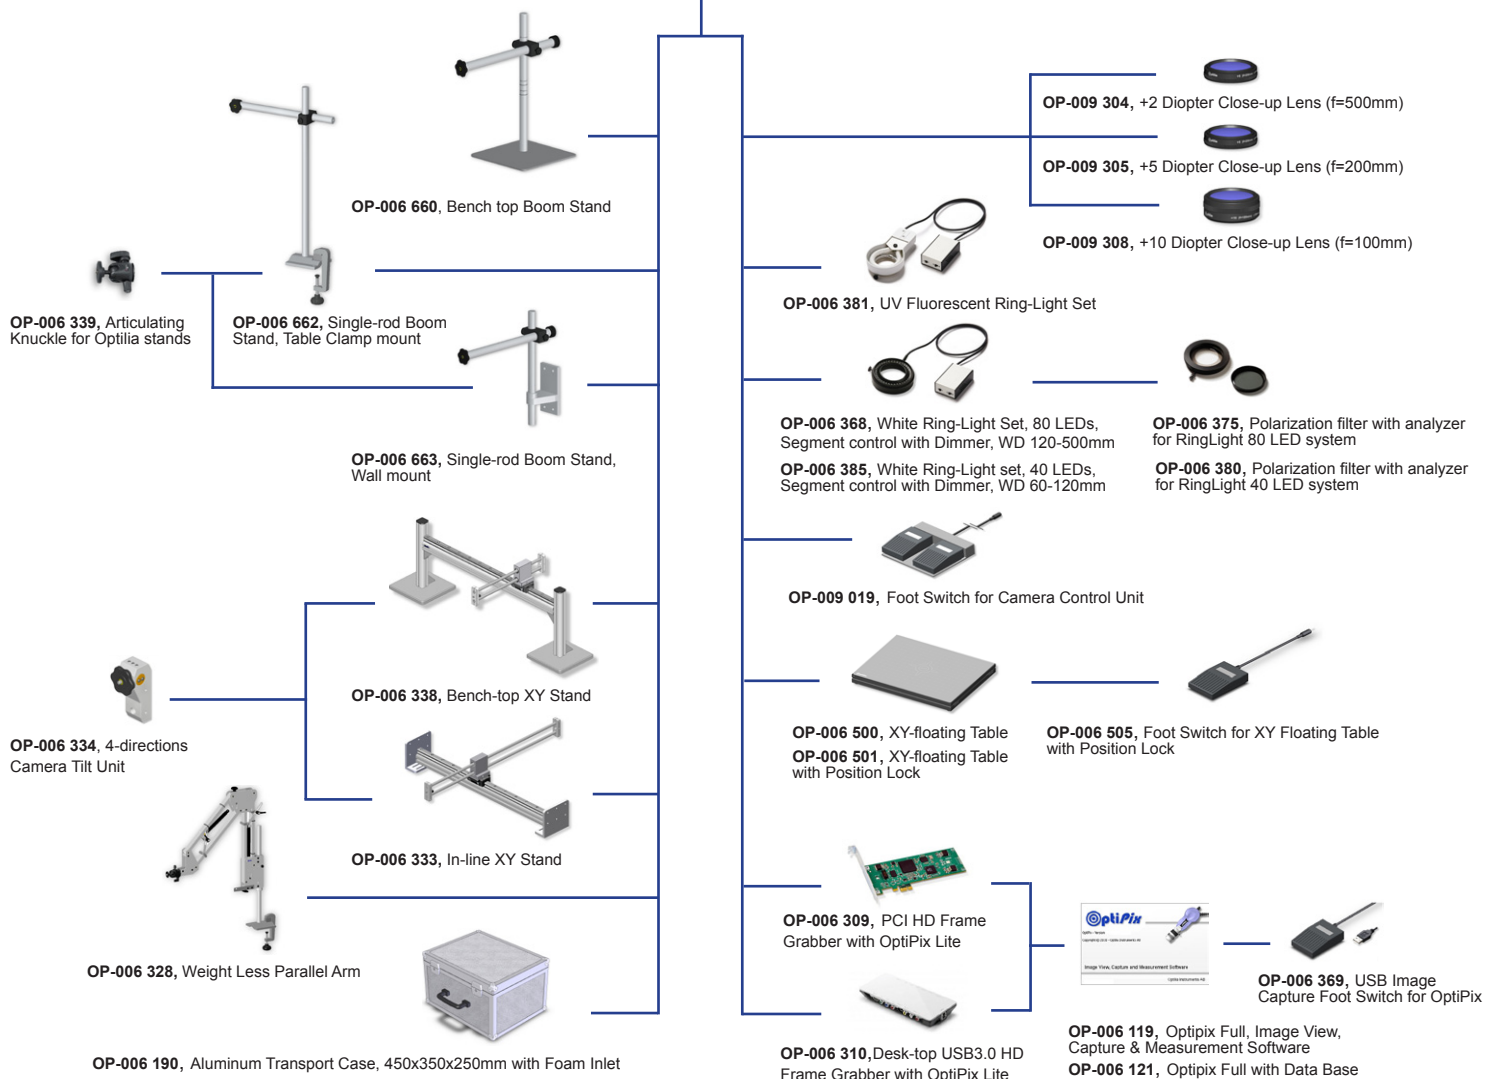 OP-006 660, Bench top Boom Stand
OP-006 339, Articulating
Knuckle for Optilia stands
OP-006 662, Single-rod Boom
Stand, Table Clamp mount
OP-006 663, Single-rod Boom Stand,
Wall mount
OP-006 338, Bench-top XY Stand
OP-006 334, 4-directions
Camera Tilt Unit
OP-006 333, In-line XY Stand
OP-006 328, Weight Less Parallel Arm
OP-006 190, Aluminum Transport Case, 450x350x250mm with Foam Inlet
OP-009 304, +2 Diopter Close-up Lens (f=500mm)
OP-009 305, +5 Diopter Close-up Lens (f=200mm)
OP-009 308, +10 Diopter Close-up Lens (f=100mm)
OP-006 381, UV Fluorescent Ring-Light Set
OP-006 368, White Ring-Light Set, 80 LEDs,
Segment control with Dimmer, WD 120-500mm
OP-006 385, White Ring-Light set, 40 LEDs,
Segment control with Dimmer, WD 60-120mm
OP-006 375, Polarization filter with analyzer
for RingLight 80 LED system
OP-006 380, Polarization filter with analyzer
for RingLight 40 LED system
OP-009 019, Foot Switch for Camera Control Unit
OP-006 500, XY-floating Table
OP-006 501, XY-floating Table
with Position Lock
OP-006 505, Foot Switch for XY Floating Table
with Position Lock
OP-006 309, PCI HD Frame
Grabber with OptiPix Lite
OptiPix
Image View, Capture and Measurement Software
OP-006 369, USB Image
Capture Foot Switch for OptiPix
OP-006 310,Desk-top USB3.0 HD
Frame Grabber with OptiPix Lite
OP-006 119, Optipix Full, Image View,
Capture & Measurement Software
OP-006 121, Optipix Full with Data Base